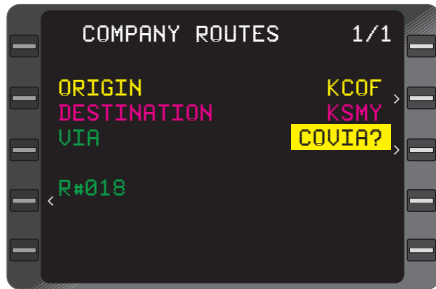 COMPANY ROUTES 1/1
ORIGIN KCOF >
DESTINATION KSMY
VIA COVIA? >
< R#018